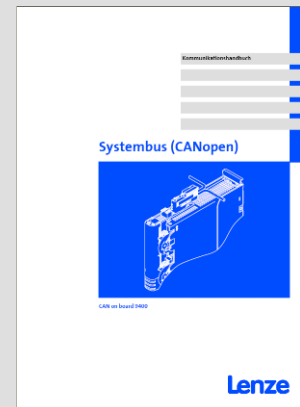 Kommunikationshandbuch
Systembus (CANopen)
CAN on board 9400
Lenze